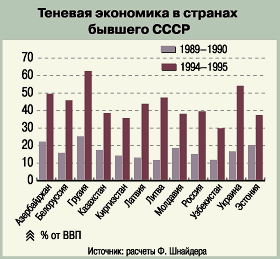 Теневая экономика в странах
бывшего СССР
1989–1990
1994–1995
70
60
50
40
30
20
10
0
Азербайджан
Белоруссия
Грузия
Казахстан
Киргизстан
Латвия
Литва
Молдавия
Россия
Узбекистан
Украина
Эстония
% от ВВП
Источник: расчеты Ф. Шнайдера